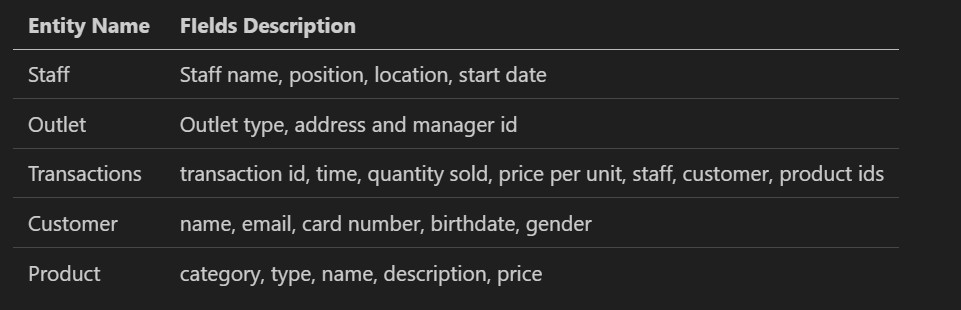 Entity Name FIelds Description
Staff Staff name, position, location, start date
Outlet Outlet type, address and manager id
Transactions transaction id, time, quantity sold, price per unit, staff, customer, product ids
Customer name, email, card number, birthdate, gender
Product category, type, name, description, price